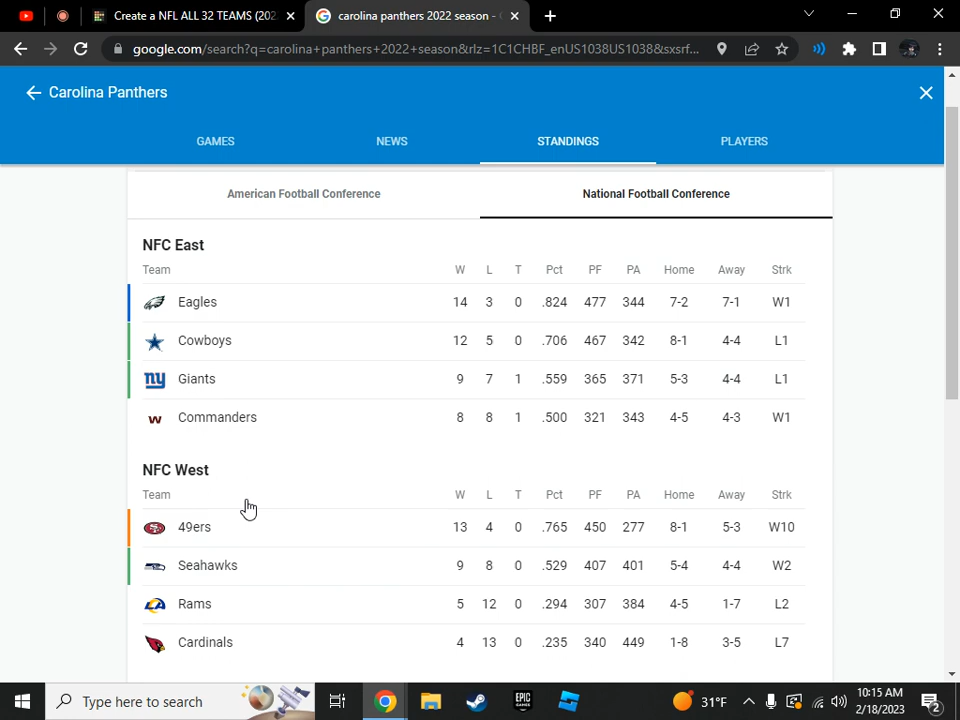 Create a NFL ALL 32 TEAMS (202
carolina panthers 2022 season -
google.com/search?q=carolina+panthers+2022+season&rlz=1C1CHBF_enUS1038US1038&sxsrf...
Carolina Panthers
GAMES NEWS STANDINGS PLAYERS
American Football Conference National Football Conference
NFC East
Team W L T Pct PF PA Home Away Strk
Eagles 14 3 0 .824 477 344 7-2 7-1 W1
Cowboys 12 5 0 .706 467 342 8-1 4-4 L1
ny Giants 9 7 1 .559 365 371 5-3 4-4 L1
W Commanders 8 8 1 .500 321 343 4-5 4-3 W1
NFC West
Team W L T Pct PF PA Home Away Strk
49ers 13 4 0 .765 450 277 8-1 5-3 W10
Seahawks 9 8 0 .529 407 401 5-4 4-4 W2
Rams 5 12 0 .294 307 384 4-5 1-7 L2
Cardinals 4 13 0 .235 340 449 1-8 3-5 L7
Type here to search EPIC GAMES 31°F 10:15 AM
2/18/2023 2